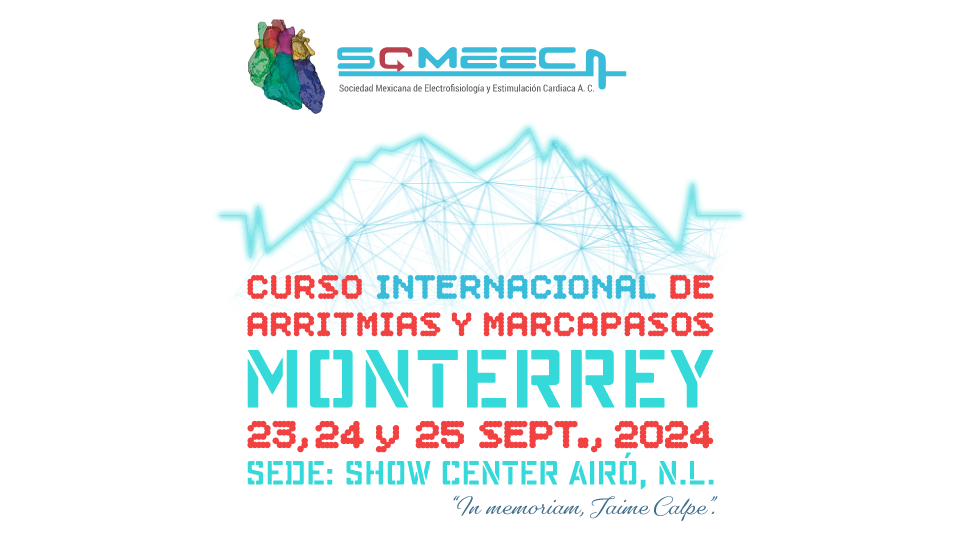 SOMEECA
Sociedad Mexicana de Electrofisiología y Estimulación Cardiaca A. C.
CURSO INTERNACIONAL DE
ARRITMIAS Y MARCAPASOS
MONTERREY
23, 24 y 25 SEPT., 2024
SEDE: SHOW CENTER AIRÓ, N.L.
“In memoriam, Jaime Calpe”.